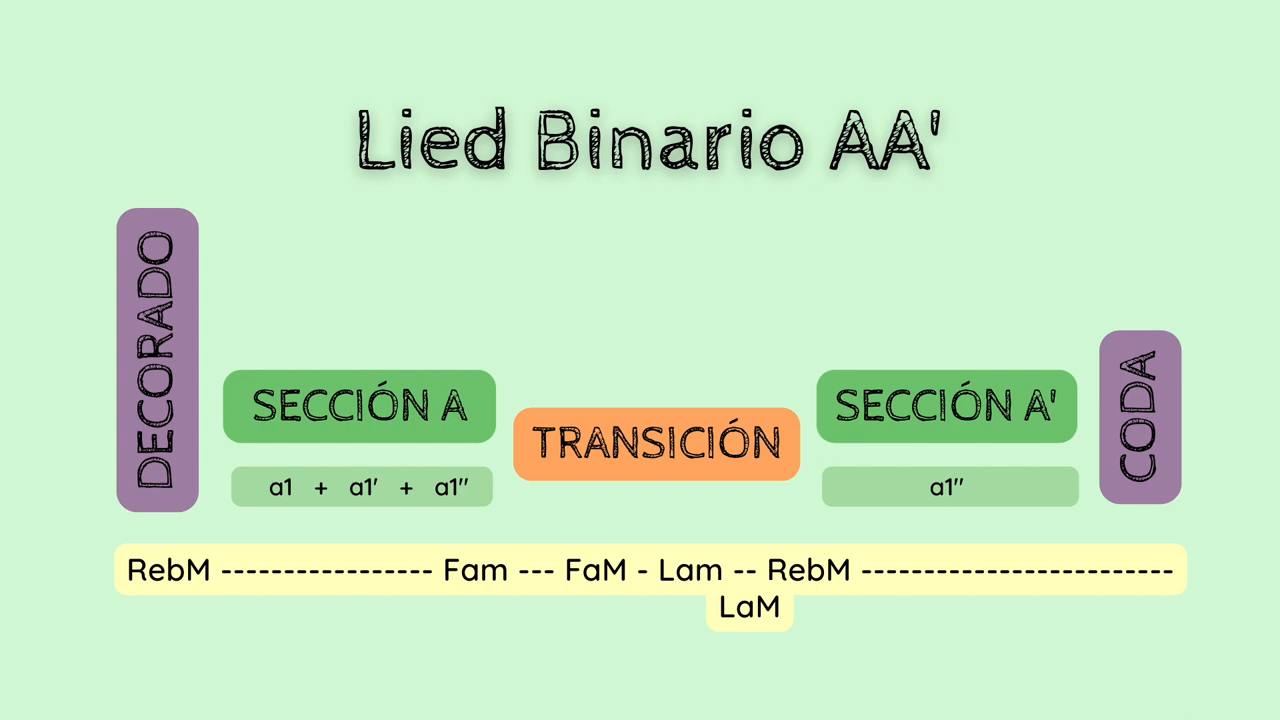 Lied Binario AA'
DECORADO
SECCIÓN A
a1 + a1' + a1"
TRANSICIÓN
SECCIÓN A'
a1"
CODA
RebM ----------------- Fam --- FaM - Lam -- RebM -------------------------
LaM